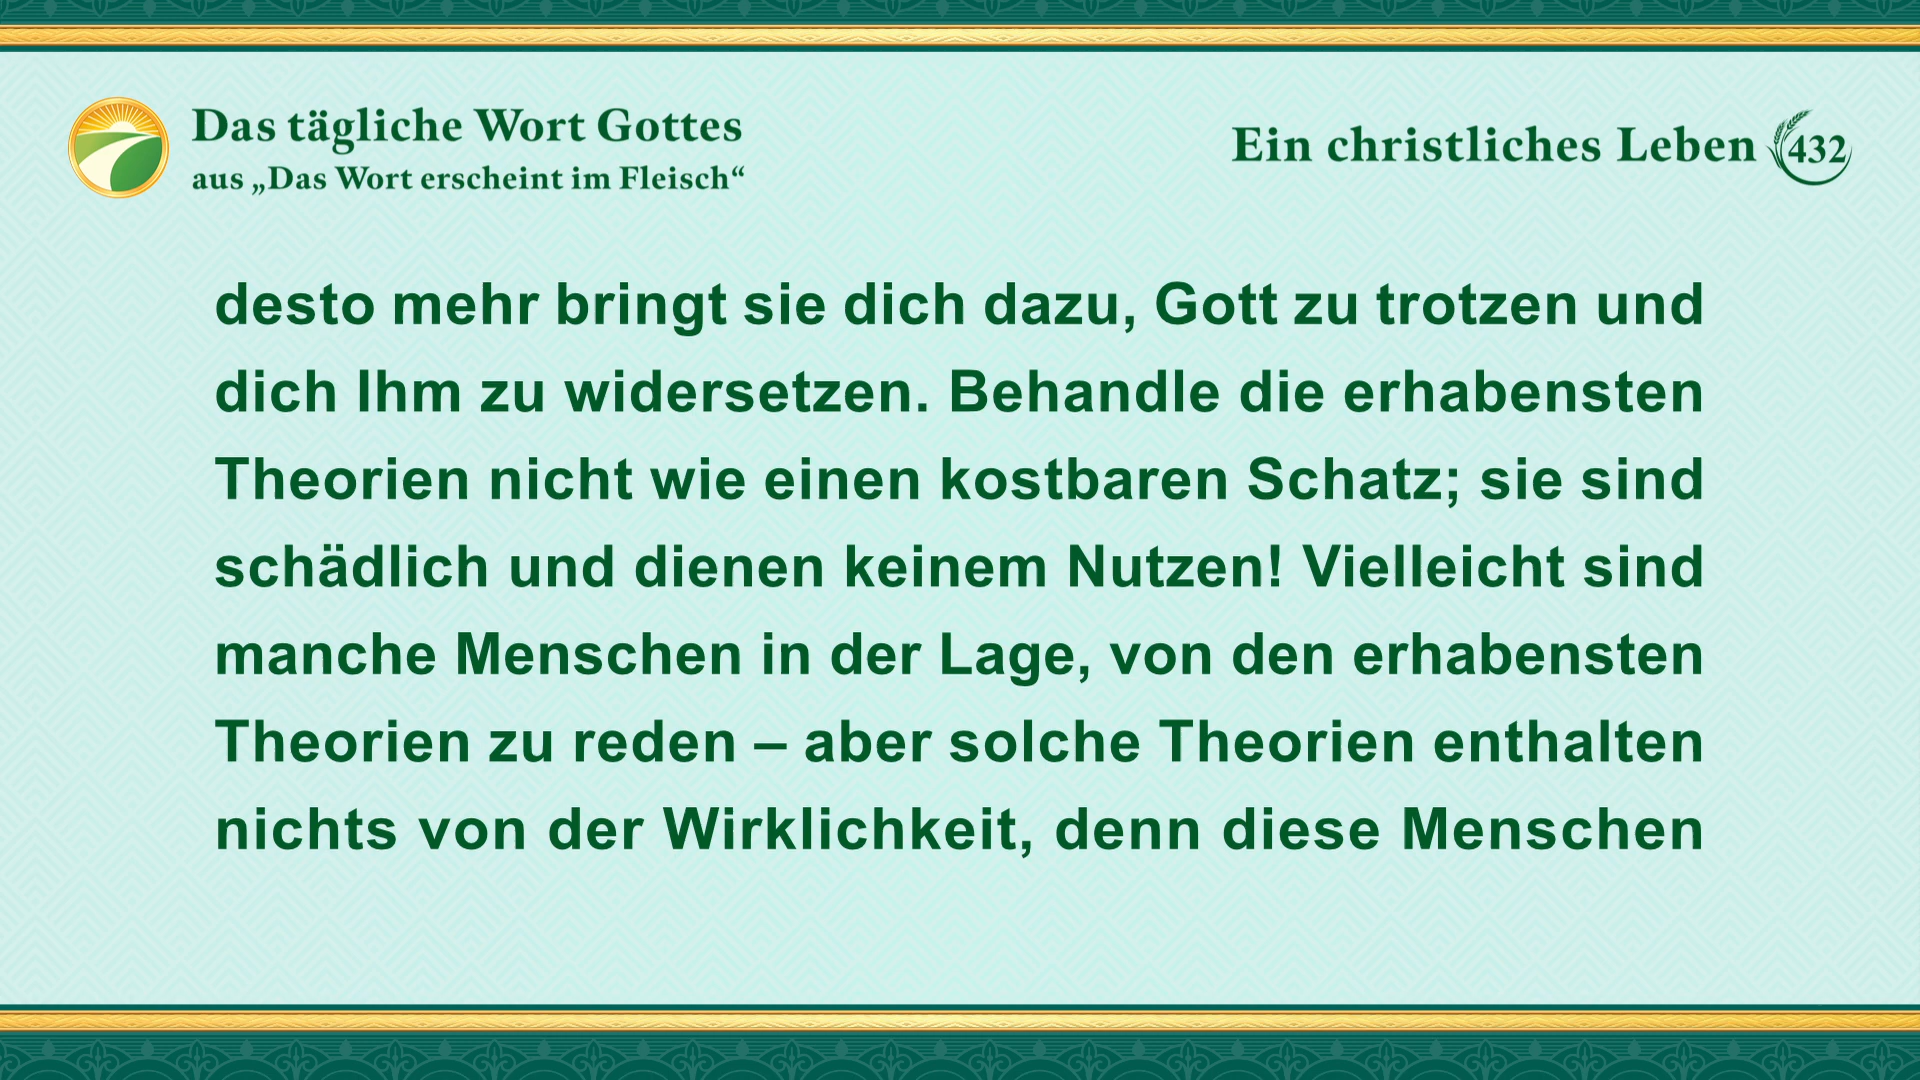 Das tägliche Wort Gottes
aus „Das Wort erscheint im Fleisch“
Ein christliches Leben 432
desto mehr bringt sie dich dazu, Gott zu trotzen und
dich Ihm zu widersetzen. Behandle die erhabensten
Theorien nicht wie einen kostbaren Schatz; sie sind
schädlich und dienen keinem Nutzen! Vielleicht sind
manche Menschen in der Lage, von den erhabensten
Theorien zu reden – aber solche Theorien enthalten
nichts von der Wirklichkeit, denn diese Menschen